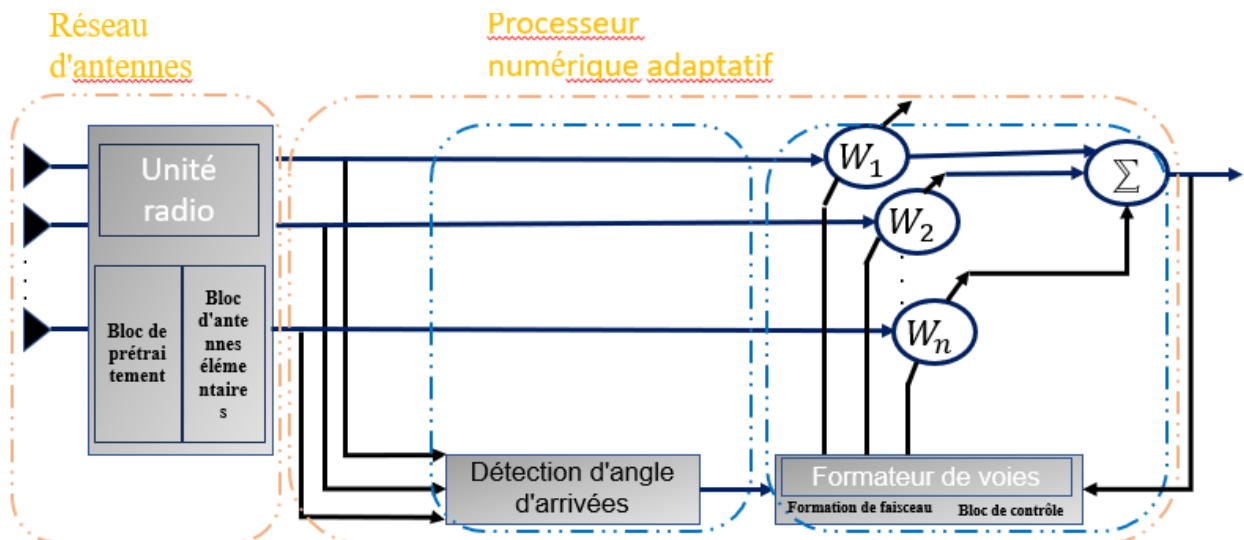 Réseau
d'antennes
Processeur
numérique adaptatif
Unité
radio
Bloc de
prétrai
tement
Bloc
d'ante
nnes
éléme
ntaire
s
W₁
W₂
Wₙ
∑
Détection d'angle
d'arrivées
Formateur de voies
Formation de faisceau
Bloc de contrôle